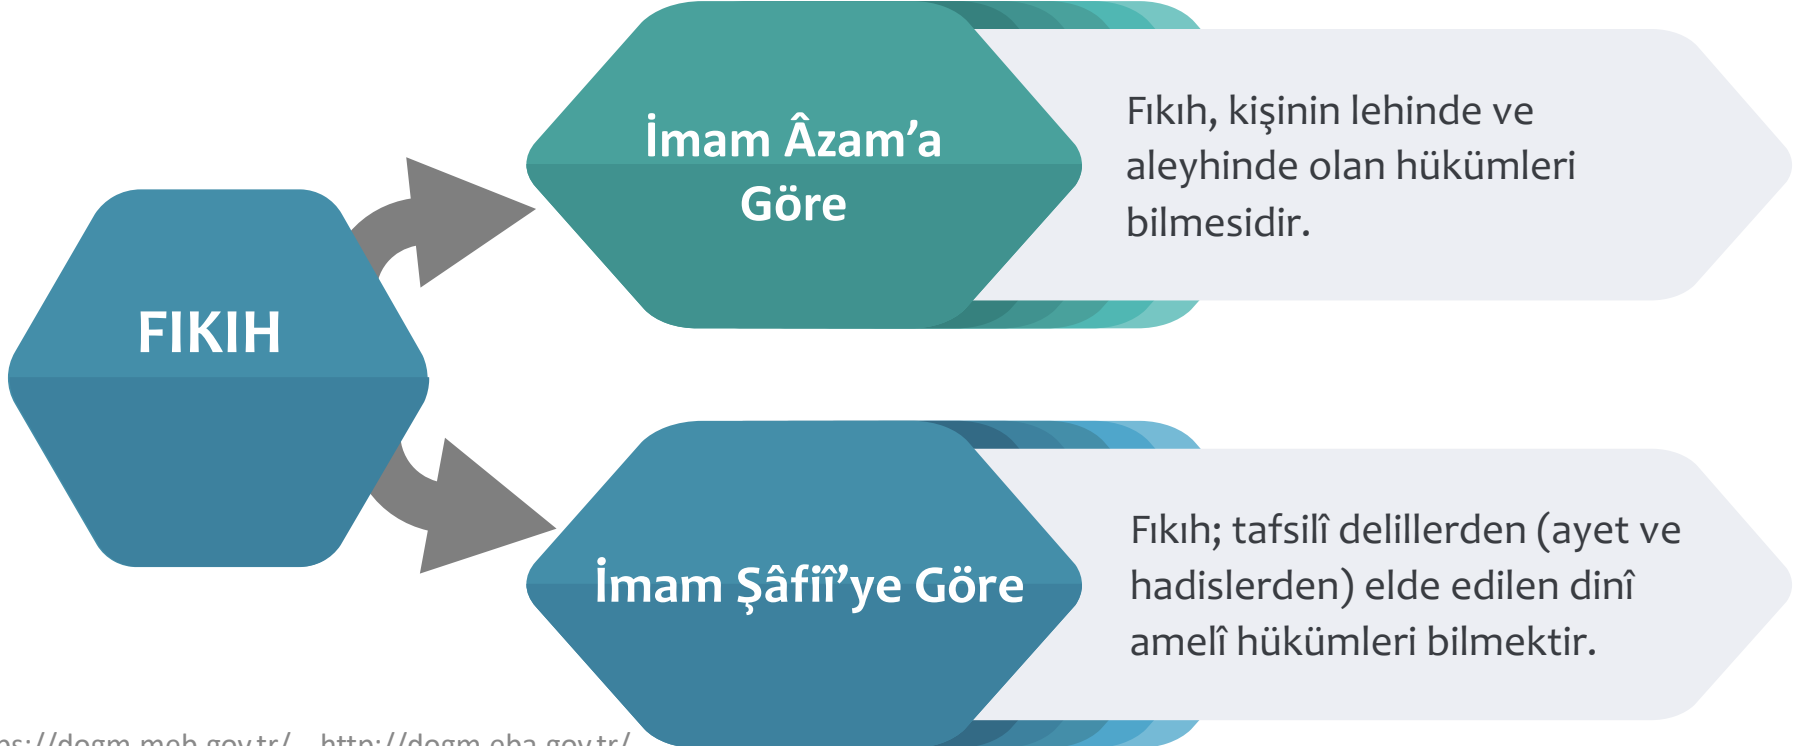 FIKIH
İmam Âzam’a
Göre
Fıkıh, kişinin lehinde ve
aleyhinde olan hükümleri
bilmesidir.
İmam Şâfiî’ye Göre
Fıkıh; tafsilî delillerden (ayet ve
hadislerden) elde edilen dinî
amelî hükümleri bilmektir.